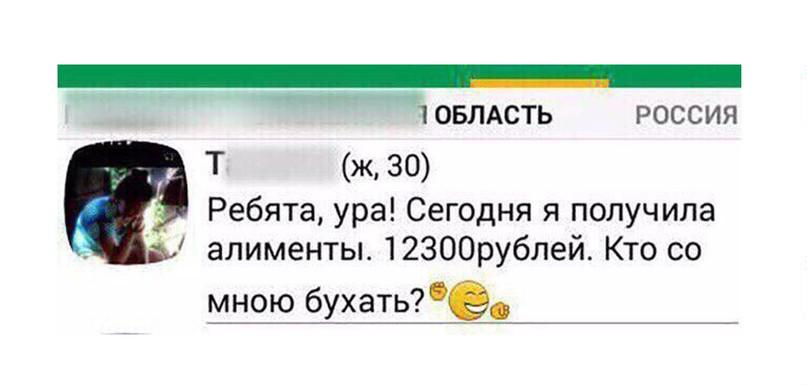 ОБЛАСТЬ РОССИЯ
Т (ж, 30)
Ребята, ура! Сегодня я получила
алименты. 12300рублей. Кто со
мною бухать?